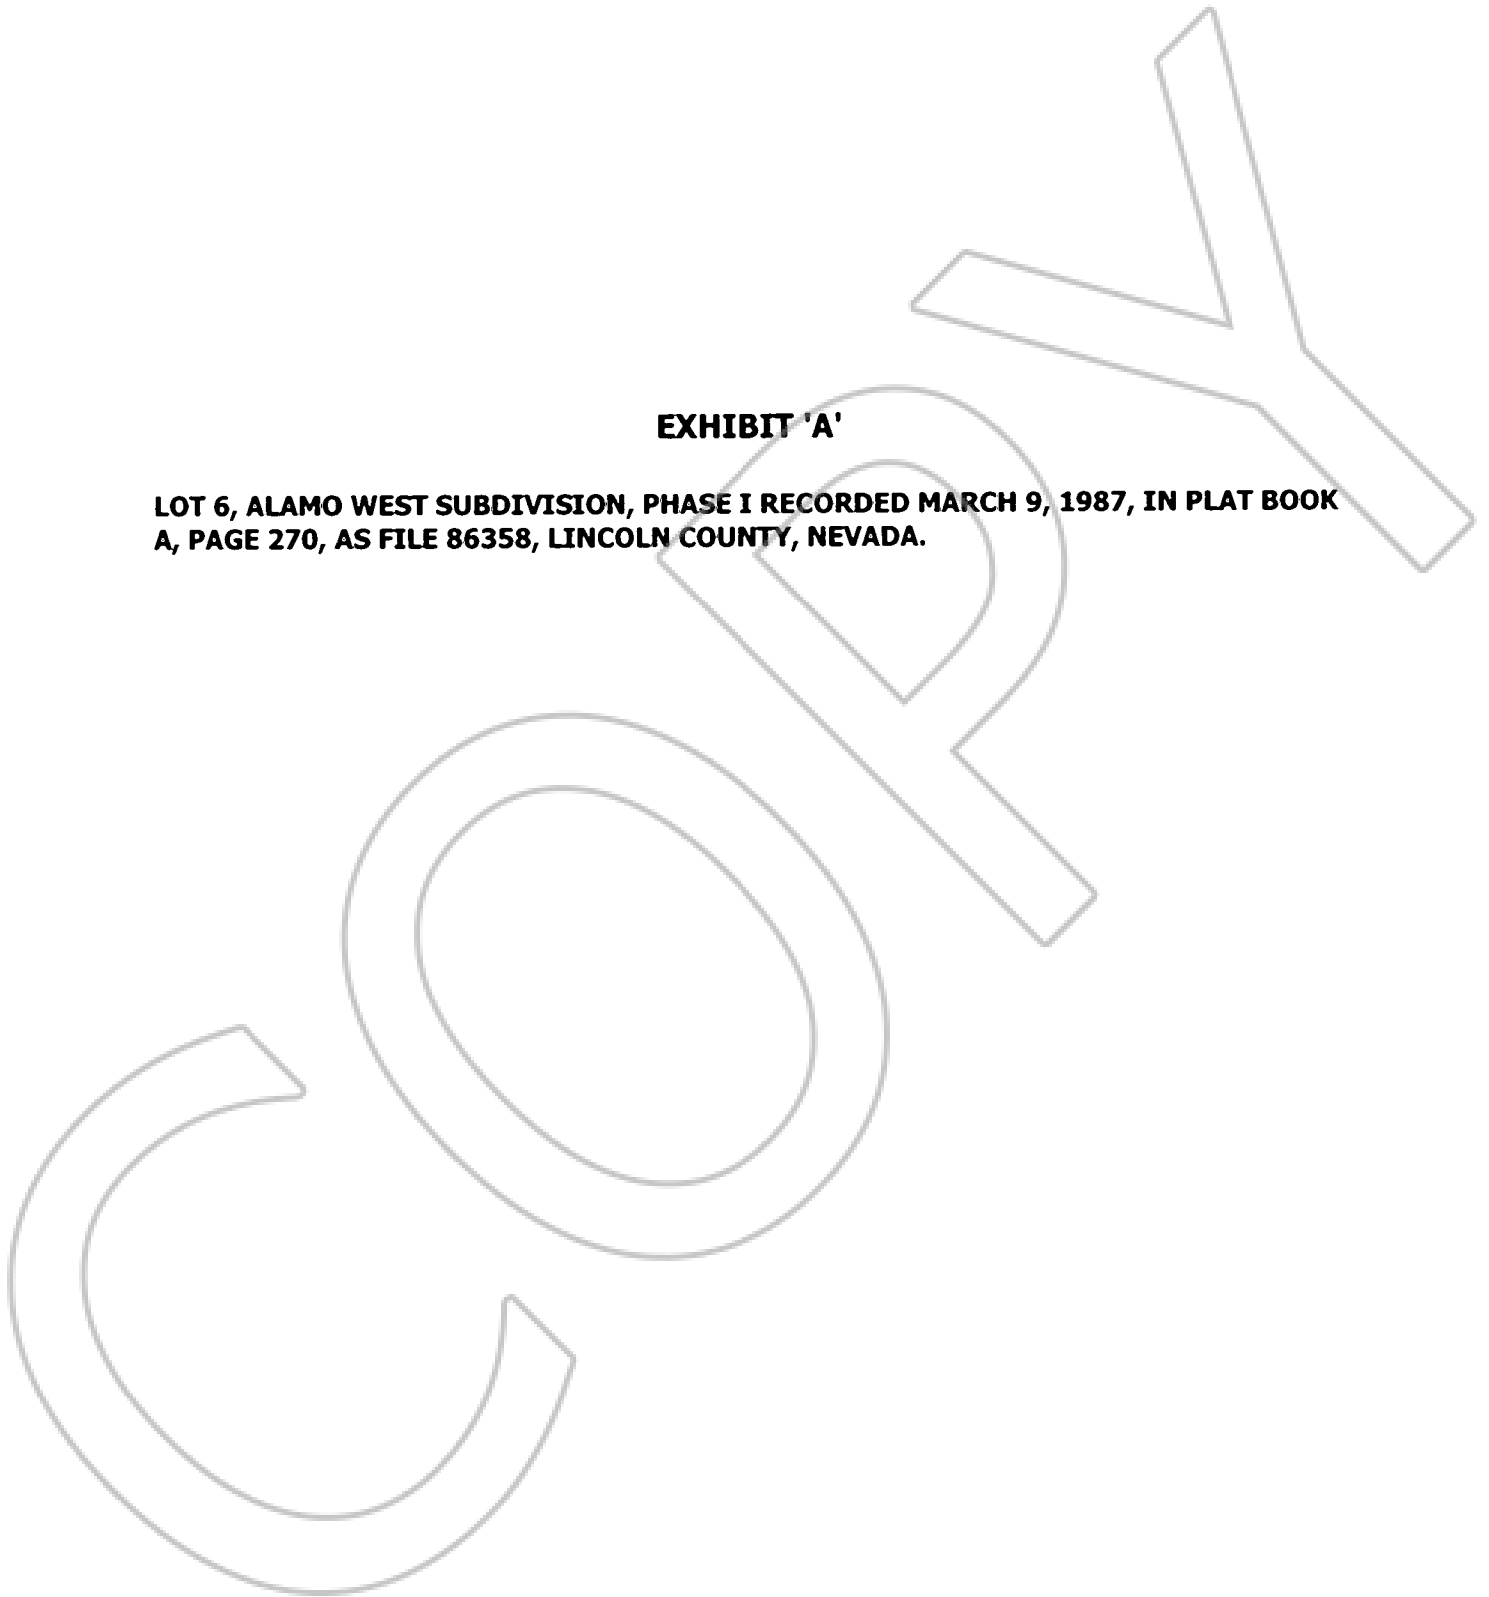 EXHIBIT 'A'
LOT 6, ALAMO WEST SUBDIVISION, PHASE I RECORDED MARCH 9, 1987, IN PLAT BOOK
A, PAGE 270, AS FILE 86358, LINCOLN COUNTY, NEVADA.
COPY